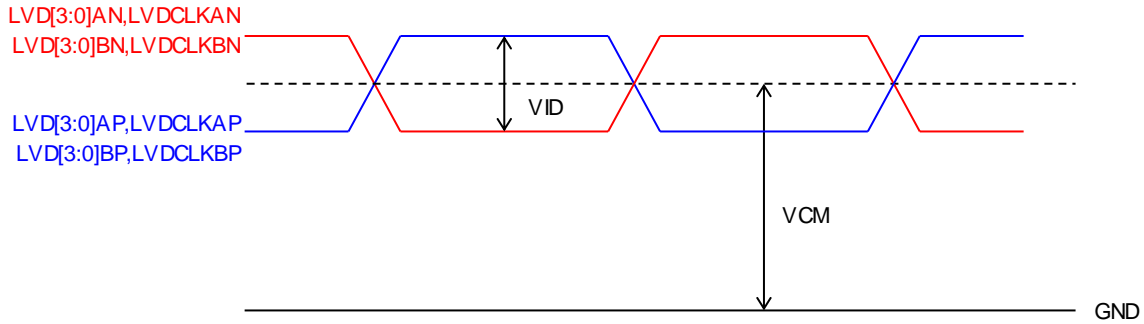 LVD[3:0]AN,LVDCLKAN
LVD[3:0]BN,LVDCLKBN
VID
LVD[3:0]AP,LVDCLKAP
LVD[3:0]BP,LVDCLKBP
VCM
GND